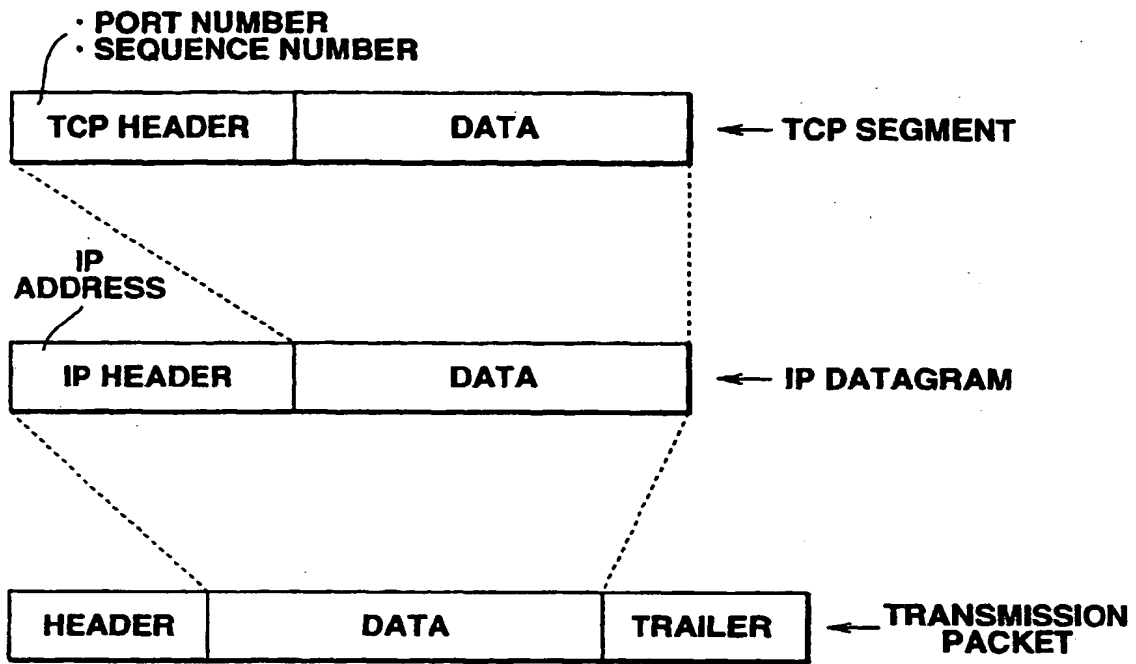 · PORT NUMBER
· SEQUENCE NUMBER
TCP HEADER DATA TCP SEGMENT
IP
ADDRESS
IP HEADER DATA IP DATAGRAM
HEADER DATA TRAILER TRANSMISSION
PACKET